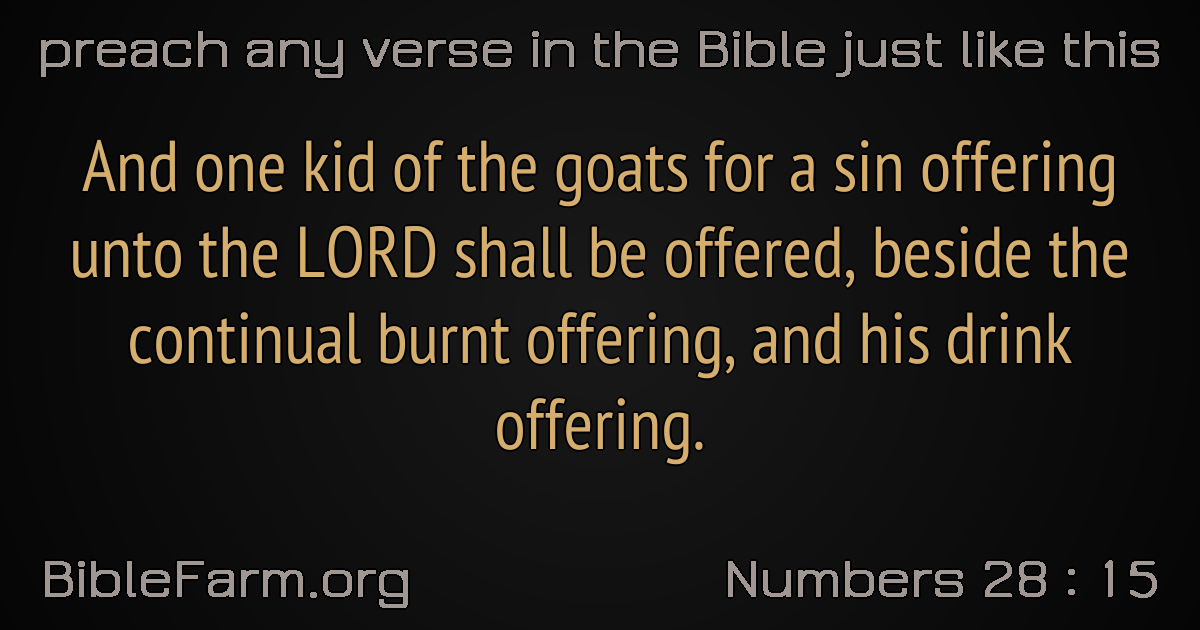 preach any verse in the Bible just like this
And one kid of the goats for a sin offering
unto the LORD shall be offered, beside the
continual burnt offering, and his drink
offering.
BibleFarm.org
Numbers 28 : 15